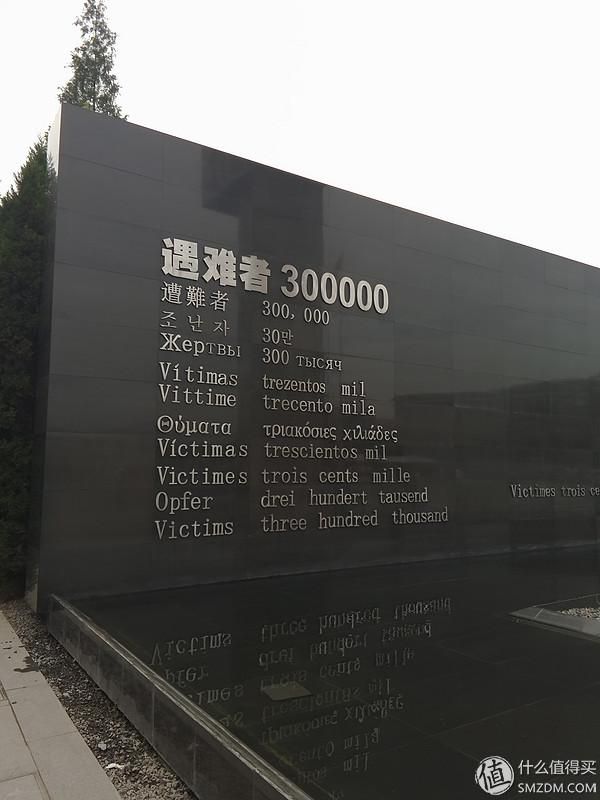 遇难者 300000
遭難者 300,000
조난자 30만
Жертвы 300 тысяч
Vítimas trezentos mil
Vittime trecento mila
Θύματα τριακόσιες χιλιάδες
Víctimas trescientos mil
Victimes trois cents mille
Opfer drei hundert tausend
Victims three hundred thousand
Victimes trois
值 什么值得买
SMZDM.COM